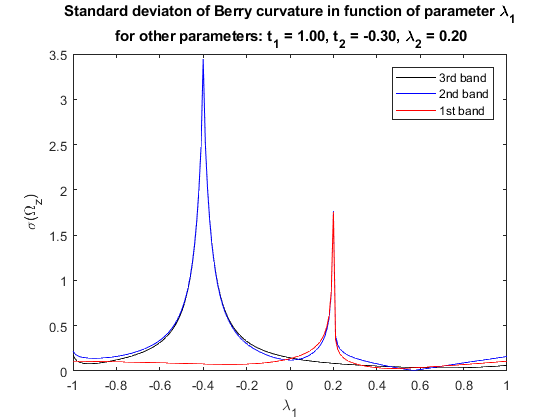 Standard deviaton of Berry curvature in function of parameter λ₁
for other parameters: t₁ = 1.00, t₂ = -0.30, λ₂ = 0.20
3.5
3
2.5
2
1.5
1
0.5
0
σ(Ω_z)
3rd band
2nd band
1st band
-1 -0.8 -0.6 -0.4 -0.2 0 0.2 0.4 0.6 0.8 1
λ₁